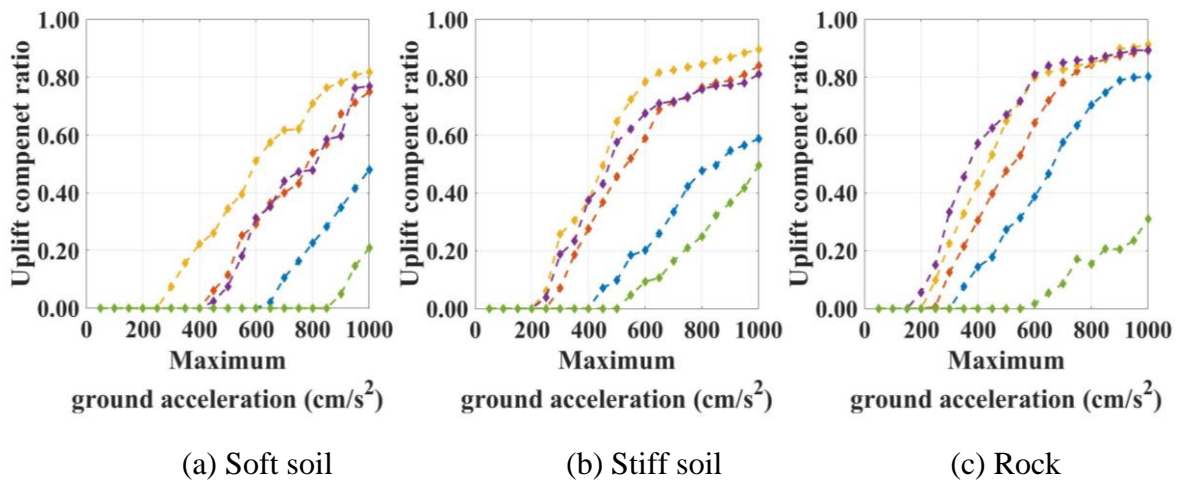 Uplift compenet ratio
1.00
0.80
0.60
0.40
0.20
0.00
0 200 400 600 800 1000
Maximum
ground acceleration (cm/s²)
(a) Soft soil
Uplift compenet ratio
1.00
0.80
0.60
0.40
0.20
0.00
0 200 400 600 800 1000
Maximum
ground acceleration (cm/s²)
(b) Stiff soil
Uplift compenet ratio
1.00
0.80
0.60
0.40
0.20
0.00
0 200 400 600 800 1000
Maximum
ground acceleration (cm/s²)
(c) Rock